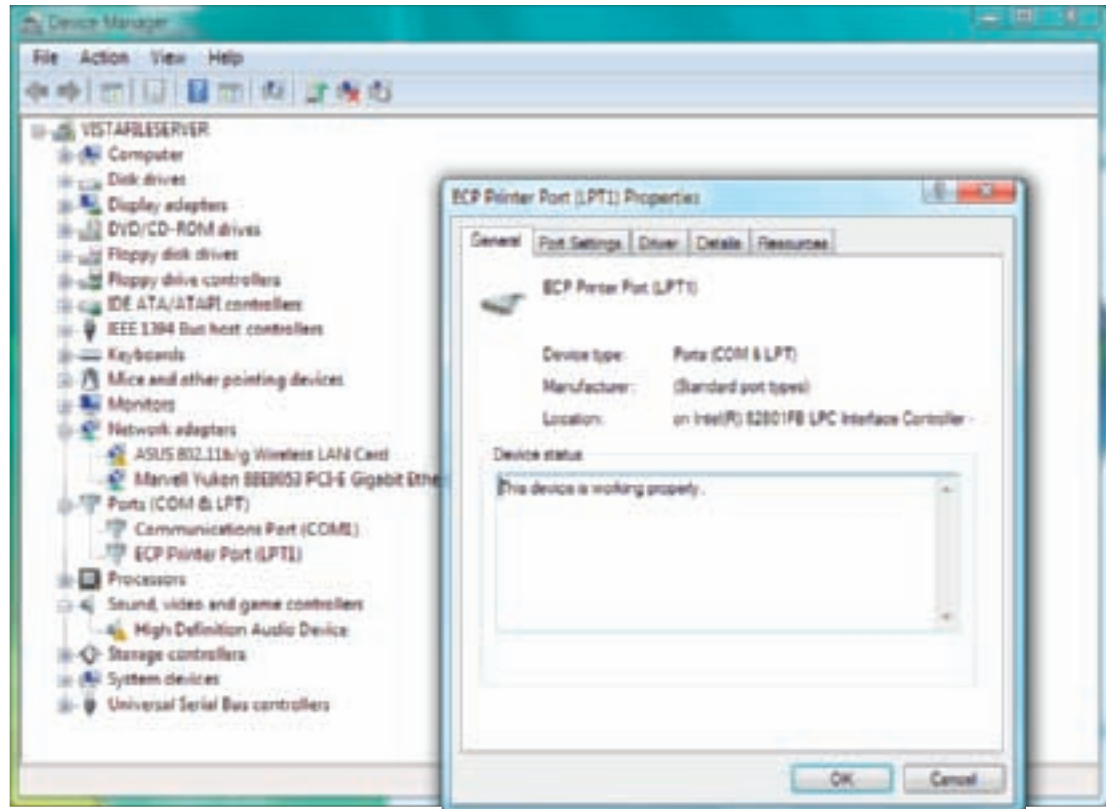 Device Manager
File Action View Help
VISTAFILESERVER
Computer
Disk drives
Display adapters
DVD/CD-ROM drives
Floppy disk drives
Floppy drive controllers
IDE ATA/ATAPI controllers
IEEE 1394 Bus host controllers
Keyboards
Mice and other pointing devices
Monitors
Network adapters
ASUS 802.11b/g Wireless LAN Card
Marvell Yukon 88E8053 PCI-E Gigabit Ethe
Ports (COM & LPT)
Communications Port (COM1)
ECP Printer Port (LPT1)
Processors
Sound, video and game controllers
High Definition Audio Device
Storage controllers
System devices
Universal Serial Bus controllers
ECP Printer Port (LPT1) Properties
General Port Settings Driver Details Resources
ECP Printer Port (LPT1)
Device type: Ports (COM & LPT)
Manufacturer: (Standard port types)
Location: on Intel(R) 82801FB LPC Interface Controller -
Device status
This device is working properly.
OK Cancel